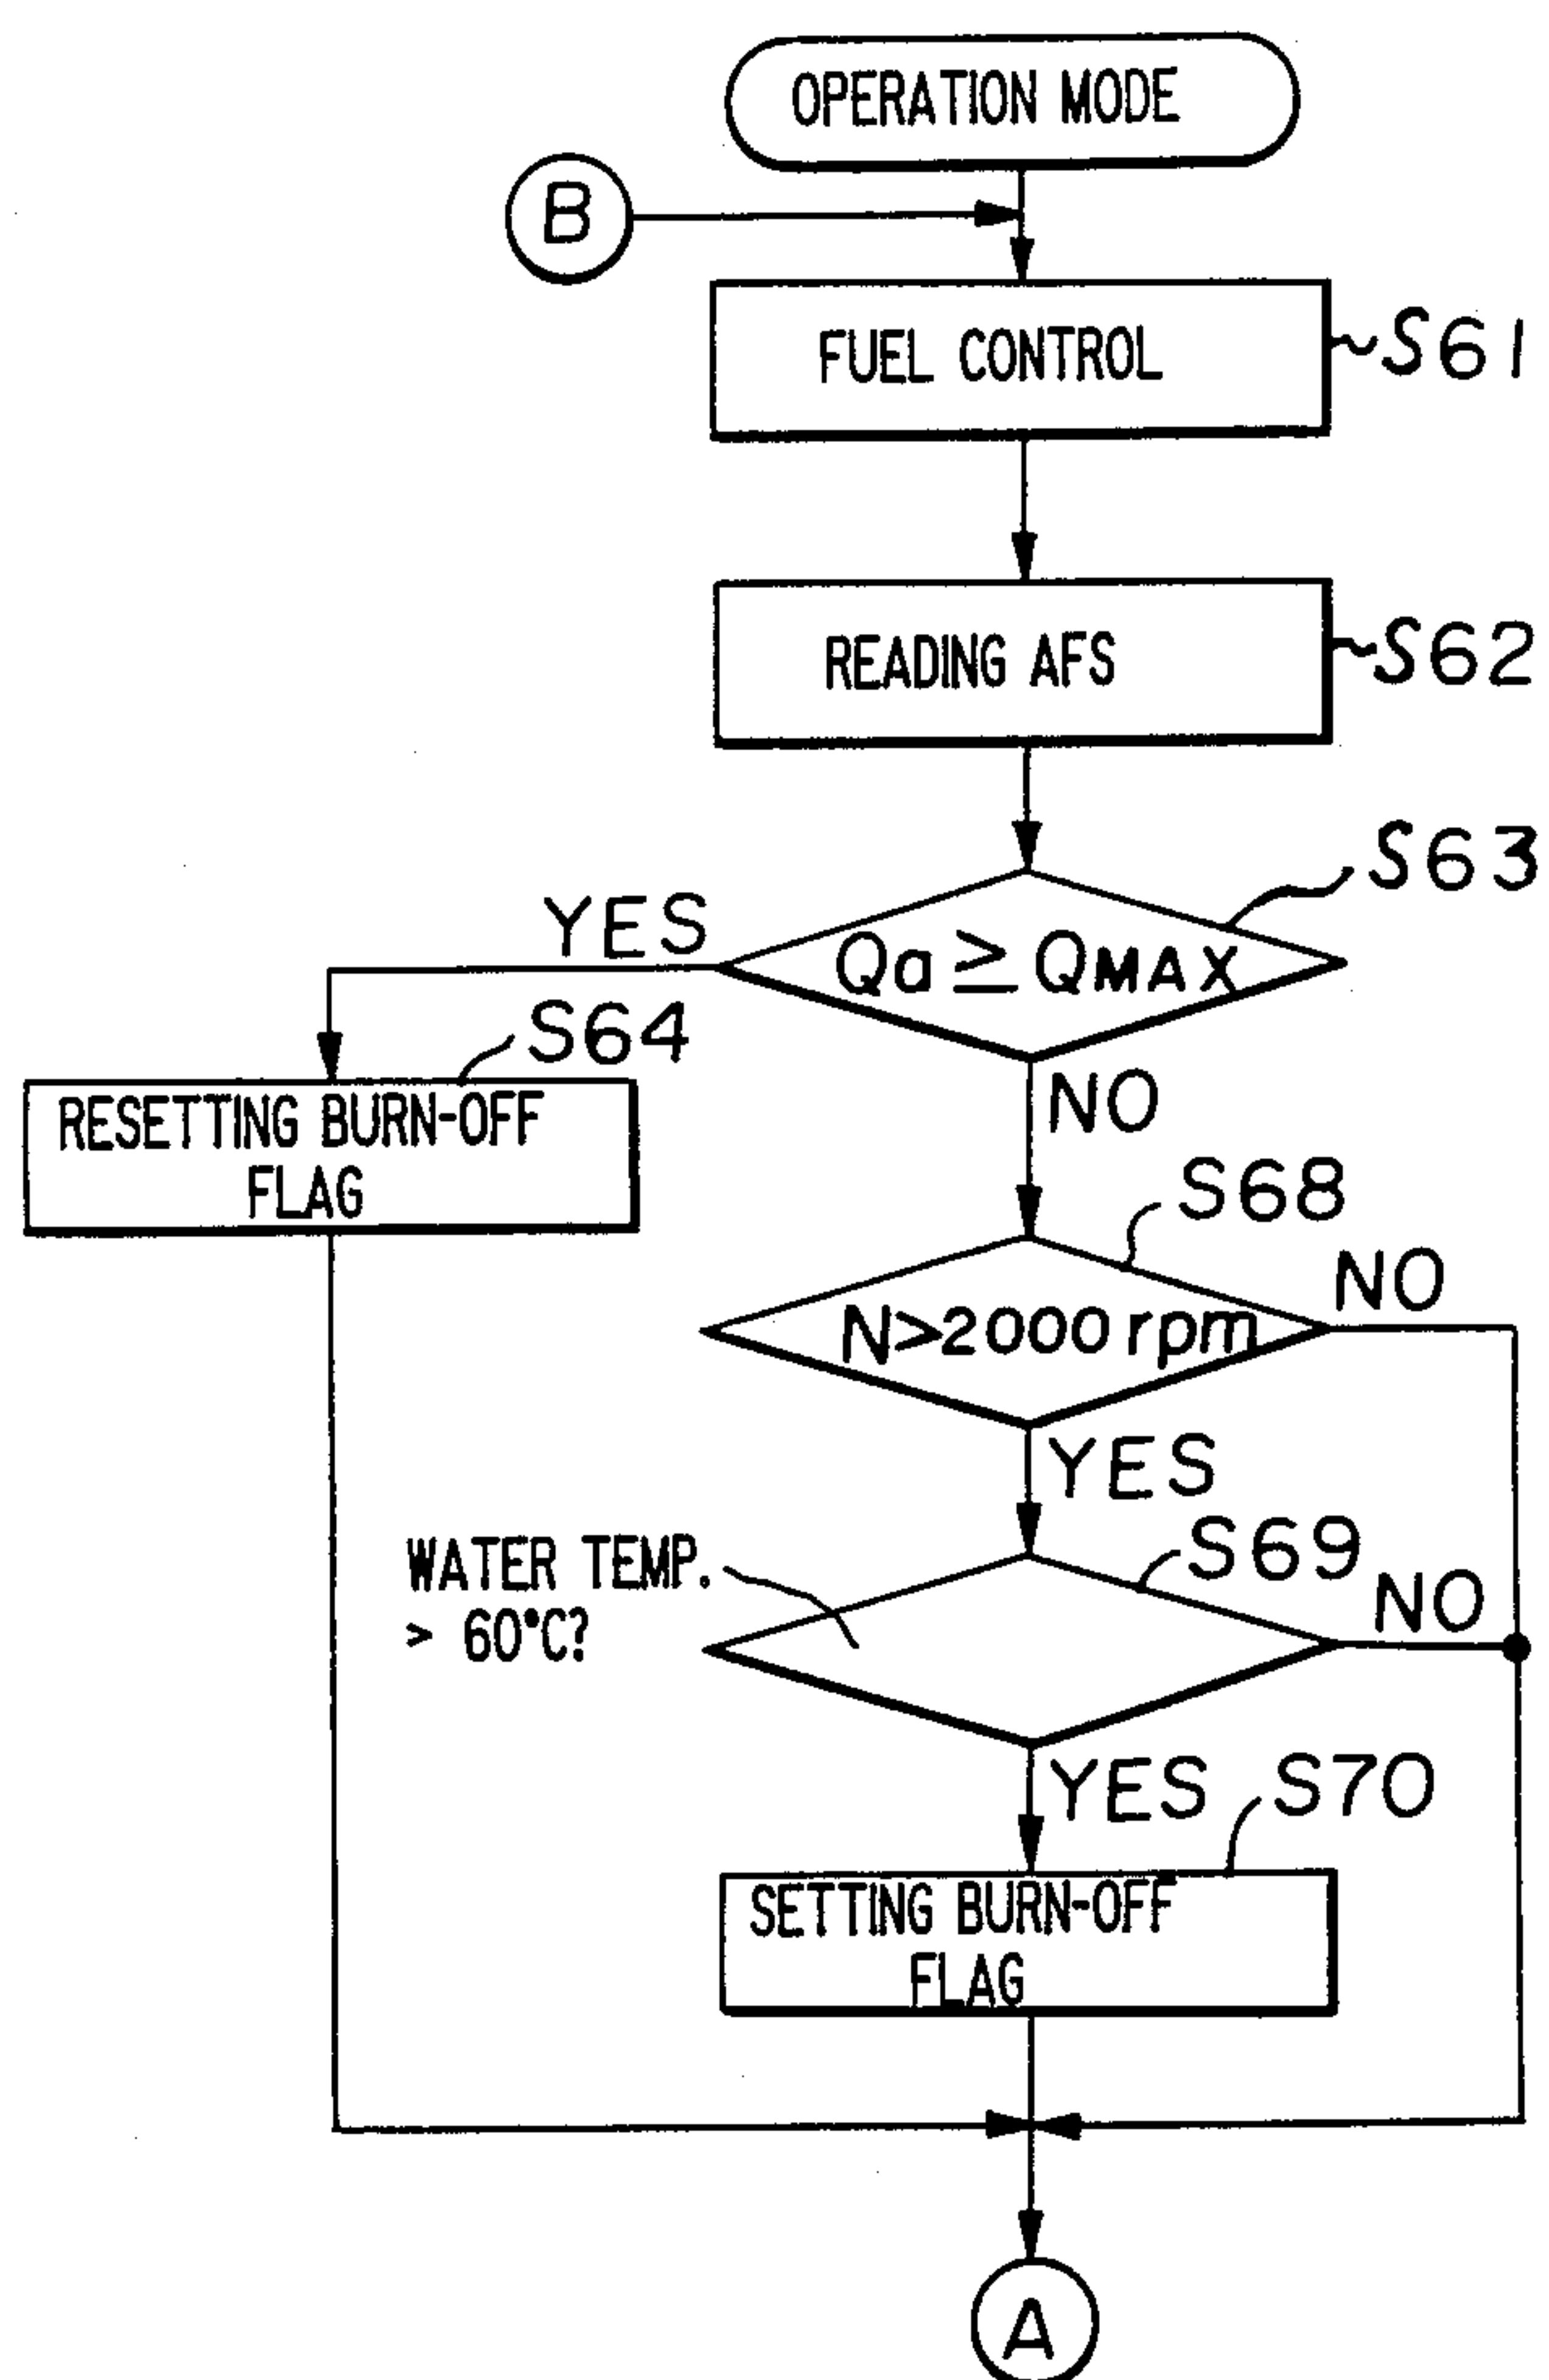 OPERATION MODE
B
FUEL CONTROL
S61
READING AFS
S62
S63
YES
Qa ≥ QMAX
S64
RESETTING BURN-OFF
FLAG
NO
S68
NO
N>2000 rpm
YES
S69
WATER TEMP.
> 60°C?
NO
YES
S70
SETTING BURN-OFF
FLAG
A